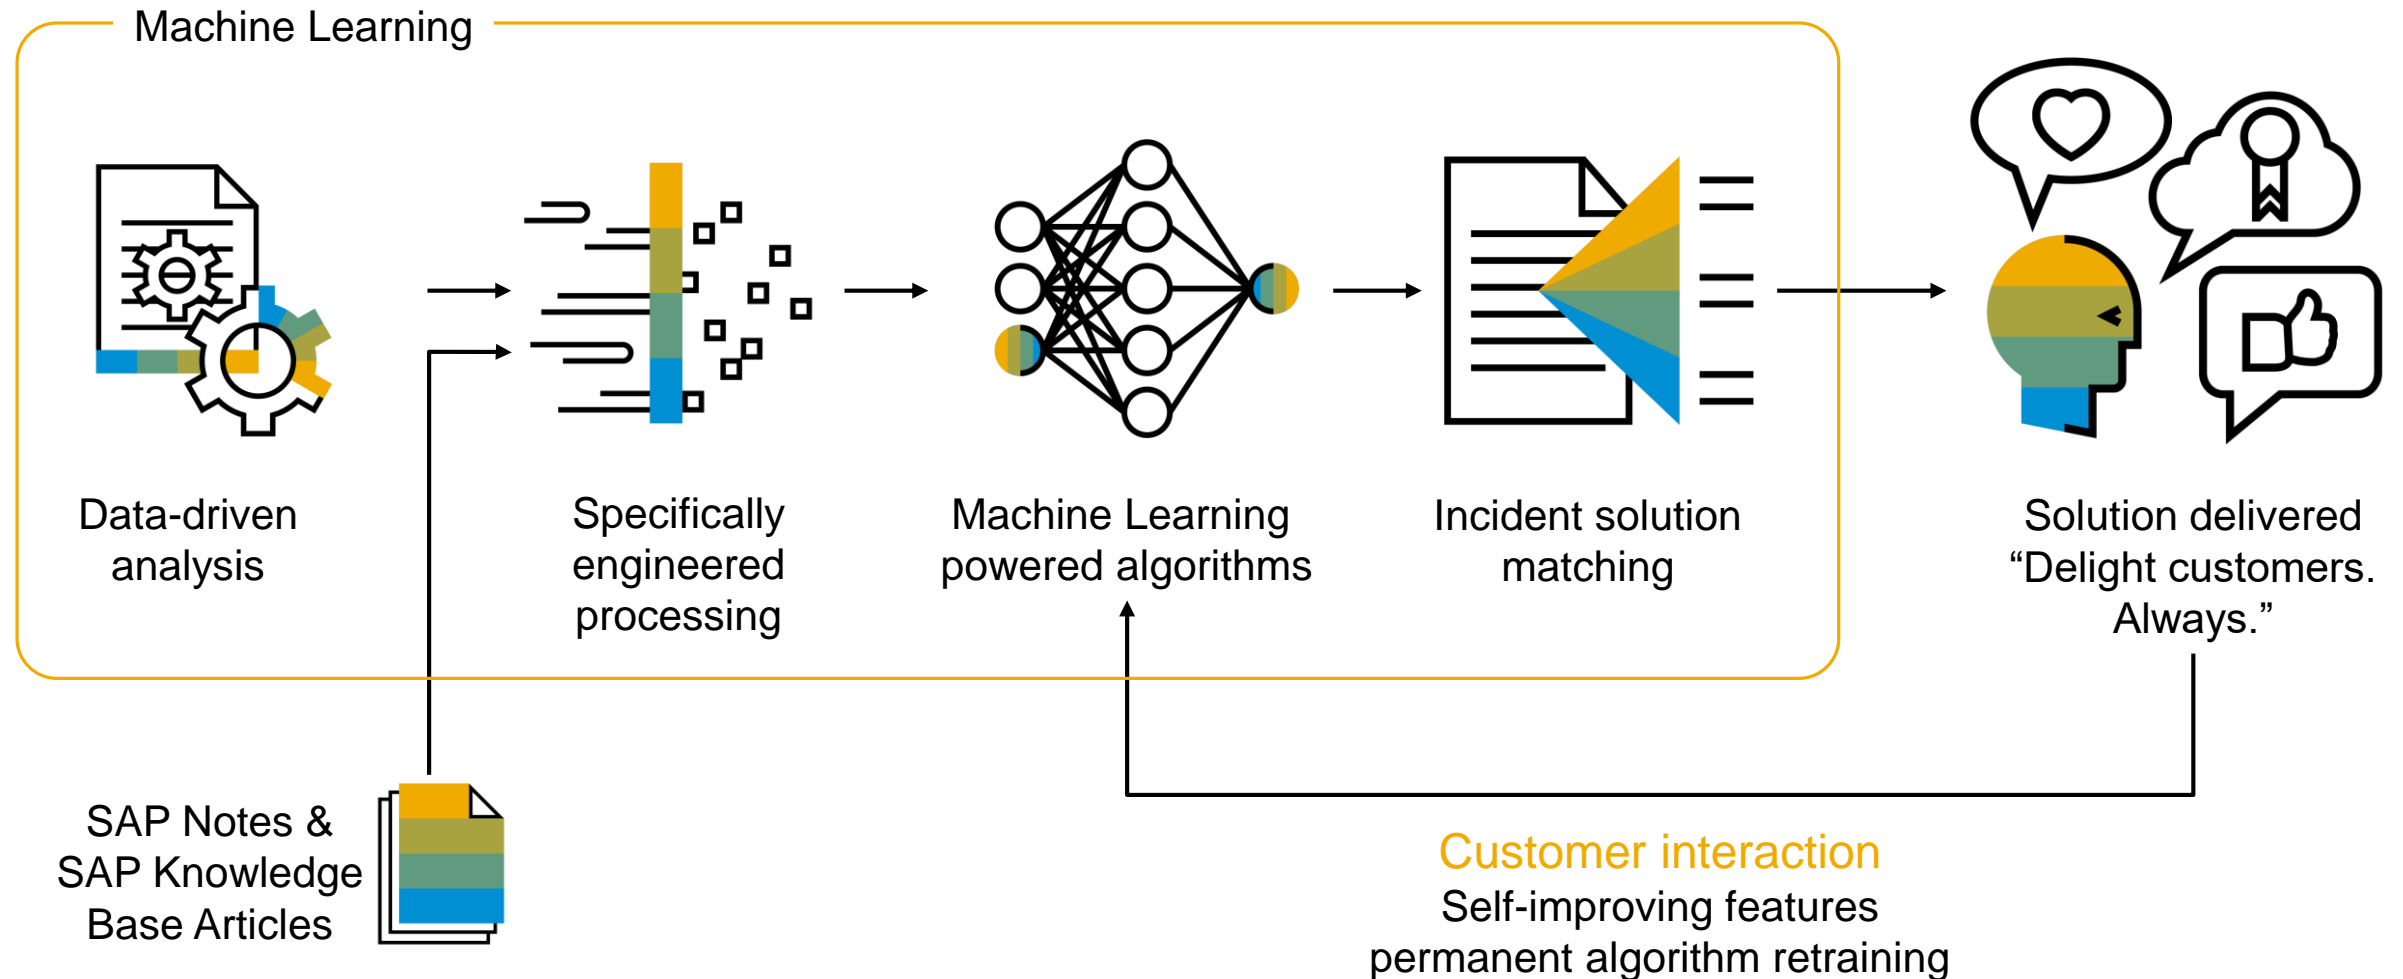 Machine Learning
Data-driven
analysis
Specifically
engineered
processing
Machine Learning
powered algorithms
Incident solution
matching
Solution delivered
“Delight customers.
Always.”
SAP Notes &
SAP Knowledge
Base Articles
Customer interaction
Self-improving features
permanent algorithm retraining